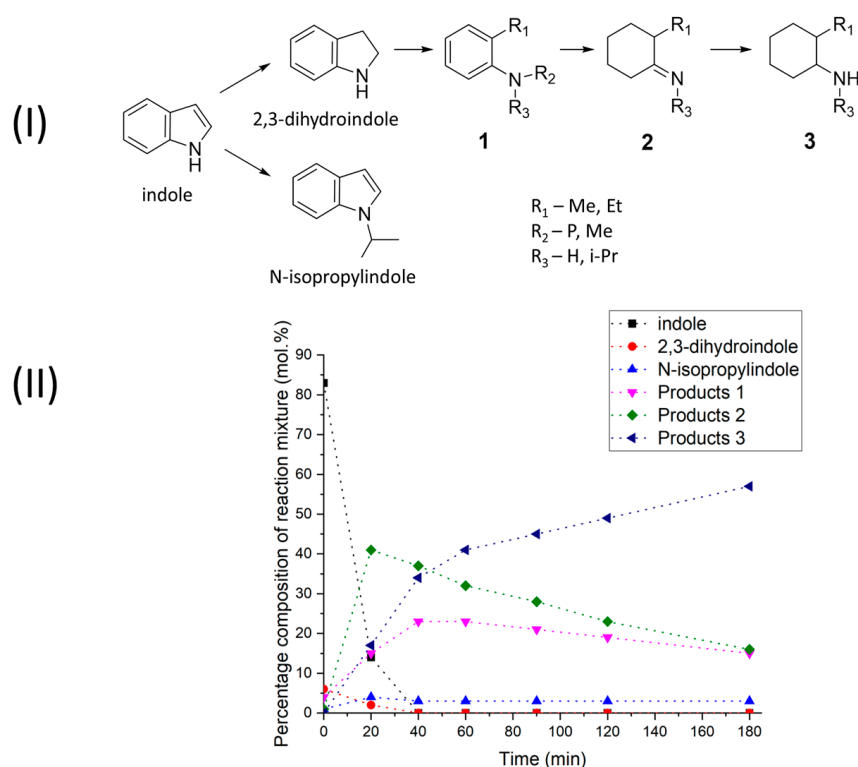 (I)
indole
2,3-dihydroindole
N-isopropylindole
N
H
N
H
N
R1
N
R2
R3
1
R1
N
R3
2
R1
NH
R3
3
R1 – Me, Et
R2 – P, Me
R3 – H, i-Pr
(II)
indole
2,3-dihydroindole
N-isopropylindole
Products 1
Products 2
Products 3
Percentage composition of reaction mixture (mol.%)
90
80
70
60
50
40
30
20
10
0
0 20 40 60 80 100 120 140 160 180
Time (min)